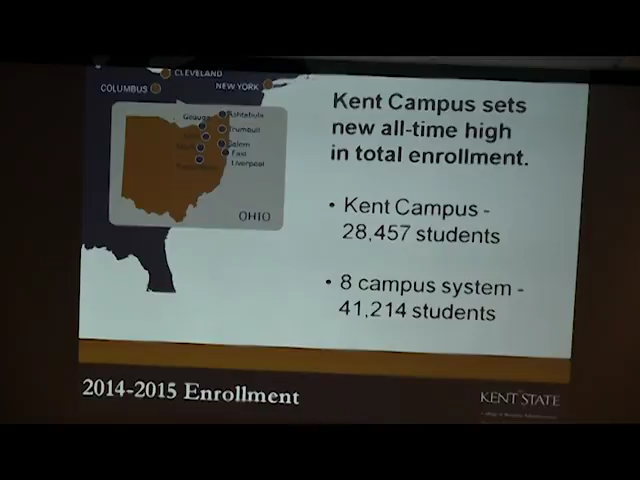 CLEVELAND
COLUMBUS
NEW YORK
Geauga
Ashtabula
Trumbull
Salem
East
Liverpool
OHIO
Kent Campus sets
new all-time high
in total enrollment.
• Kent Campus -
28,457 students
• 8 campus system -
41,214 students
2014-2015 Enrollment
KENT STATE